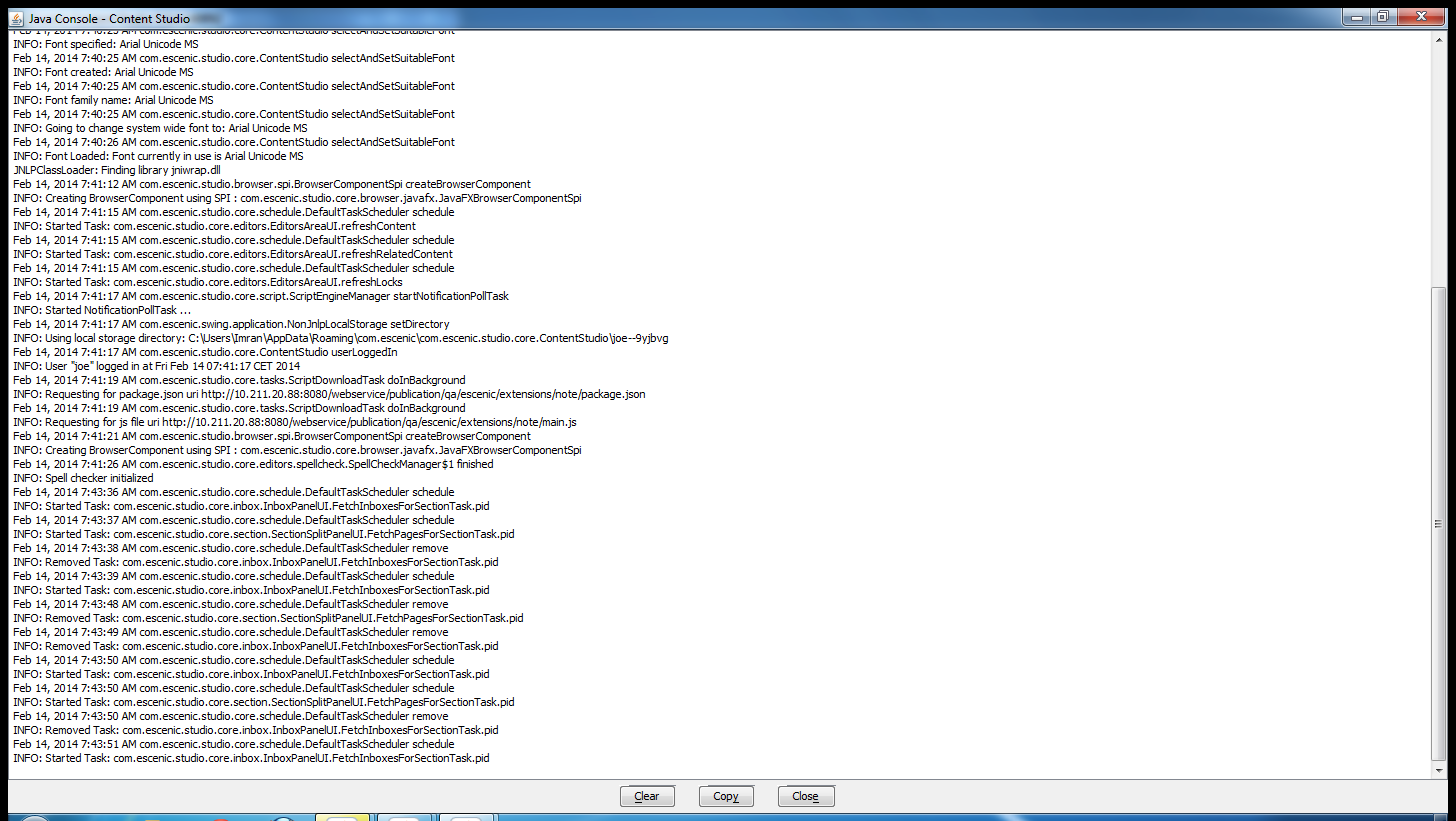 Java Console - Content Studio
Feb 14, 2014 7:40:25 AM com.escenic.studio.core.ContentStudio selectAndSetSuitableFont
INFO: Font specified: Arial Unicode MS
Feb 14, 2014 7:40:25 AM com.escenic.studio.core.ContentStudio selectAndSetSuitableFont
INFO: Font created: Arial Unicode MS
Feb 14, 2014 7:40:25 AM com.escenic.studio.core.ContentStudio selectAndSetSuitableFont
INFO: Font family name: Arial Unicode MS
Feb 14, 2014 7:40:25 AM com.escenic.studio.core.ContentStudio selectAndSetSuitableFont
INFO: Going to change system wide font to: Arial Unicode MS
Feb 14, 2014 7:40:26 AM com.escenic.studio.core.ContentStudio selectAndSetSuitableFont
INFO: Font Loaded: Font currently in use is Arial Unicode MS
JNLPClassLoader: Finding library jniwrap.dll
Feb 14, 2014 7:41:12 AM com.escenic.studio.browser.spi.BrowserComponentSpi createBrowserComponent
INFO: Creating BrowserComponent using SPI : com.escenic.studio.core.browser.javafx.JavaFXBrowserComponentSpi
Feb 14, 2014 7:41:15 AM com.escenic.studio.core.schedule.DefaultTaskScheduler schedule
INFO: Started Task: com.escenic.studio.core.editors.EditorsAreaUI.refreshContent
Feb 14, 2014 7:41:15 AM com.escenic.studio.core.schedule.DefaultTaskScheduler schedule
INFO: Started Task: com.escenic.studio.core.editors.EditorsAreaUI.refreshRelatedContent
Feb 14, 2014 7:41:15 AM com.escenic.studio.core.schedule.DefaultTaskScheduler schedule
INFO: Started Task: com.escenic.studio.core.editors.EditorsAreaUI.refreshLocks
Feb 14, 2014 7:41:17 AM com.escenic.studio.core.script.ScriptEngineManager startNotificationPollTask
INFO: Started NotificationPollTask ...
Feb 14, 2014 7:41:17 AM com.escenic.swing.application.NonJnlpLocalStorage setDirectory
INFO: Using local storage directory: C:\Users\Imran\AppData\Roaming\com.escenic\com.escenic.studio.core.ContentStudio\joe--9yjbvg
Feb 14, 2014 7:41:17 AM com.escenic.studio.core.ContentStudio userLoggedIn
INFO: User "joe" logged in at Fri Feb 14 07:41:17 CET 2014
Feb 14, 2014 7:41:19 AM com.escenic.studio.core.tasks.ScriptDownloadTask doInBackground
INFO: Requesting for package.json uri http://10.211.20.88:8080/webservice/publication/qa/escenic/extensions/note/package.json
Feb 14, 2014 7:41:19 AM com.escenic.studio.core.tasks.ScriptDownloadTask doInBackground
INFO: Requesting for js file uri http://10.211.20.88:8080/webservice/publication/qa/escenic/extensions/note/main.js
Feb 14, 2014 7:41:21 AM com.escenic.studio.browser.spi.BrowserComponentSpi createBrowserComponent
INFO: Creating BrowserComponent using SPI : com.escenic.studio.core.browser.javafx.JavaFXBrowserComponentSpi
Feb 14, 2014 7:41:26 AM com.escenic.studio.core.editors.spellcheck.SpellCheckManager$1 finished
INFO: Spell checker initialized
Feb 14, 2014 7:43:36 AM com.escenic.studio.core.schedule.DefaultTaskScheduler schedule
INFO: Started Task: com.escenic.studio.core.inbox.InboxPanelUI.FetchInboxesForSectionTask.pid
Feb 14, 2014 7:43:37 AM com.escenic.studio.core.schedule.DefaultTaskScheduler schedule
INFO: Started Task: com.escenic.studio.core.section.SectionSplitPanelUI.FetchPagesForSectionTask.pid
Feb 14, 2014 7:43:38 AM com.escenic.studio.core.schedule.DefaultTaskScheduler remove
INFO: Removed Task: com.escenic.studio.core.inbox.InboxPanelUI.FetchInboxesForSectionTask.pid
Feb 14, 2014 7:43:39 AM com.escenic.studio.core.schedule.DefaultTaskScheduler schedule
INFO: Started Task: com.escenic.studio.core.inbox.InboxPanelUI.FetchInboxesForSectionTask.pid
Feb 14, 2014 7:43:48 AM com.escenic.studio.core.schedule.DefaultTaskScheduler remove
INFO: Removed Task: com.escenic.studio.core.section.SectionSplitPanelUI.FetchPagesForSectionTask.pid
Feb 14, 2014 7:43:49 AM com.escenic.studio.core.schedule.DefaultTaskScheduler remove
INFO: Removed Task: com.escenic.studio.core.inbox.InboxPanelUI.FetchInboxesForSectionTask.pid
Feb 14, 2014 7:43:50 AM com.escenic.studio.core.schedule.DefaultTaskScheduler schedule
INFO: Started Task: com.escenic.studio.core.inbox.InboxPanelUI.FetchInboxesForSectionTask.pid
Feb 14, 2014 7:43:50 AM com.escenic.studio.core.schedule.DefaultTaskScheduler schedule
INFO: Started Task: com.escenic.studio.core.section.SectionSplitPanelUI.FetchPagesForSectionTask.pid
Feb 14, 2014 7:43:50 AM com.escenic.studio.core.schedule.DefaultTaskScheduler remove
INFO: Removed Task: com.escenic.studio.core.inbox.InboxPanelUI.FetchInboxesForSectionTask.pid
Feb 14, 2014 7:43:51 AM com.escenic.studio.core.schedule.DefaultTaskScheduler schedule
INFO: Started Task: com.escenic.studio.core.inbox.InboxPanelUI.FetchInboxesForSectionTask.pid
Clear Copy Close